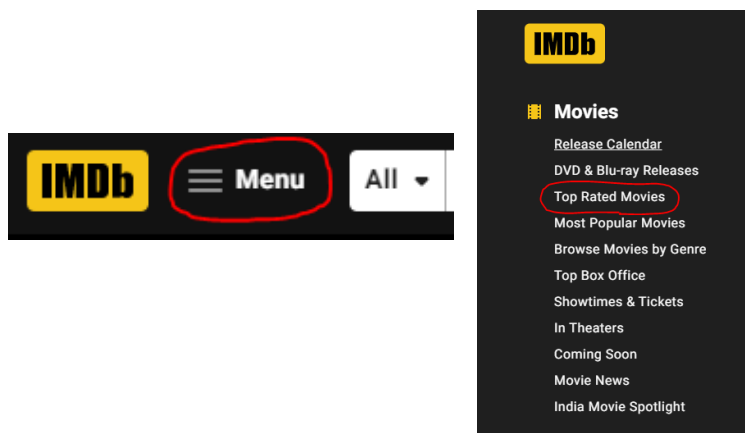 IMDb
Menu
All
IMDb
Movies
Release Calendar
DVD & Blu-ray Releases
Top Rated Movies
Most Popular Movies
Browse Movies by Genre
Top Box Office
Showtimes & Tickets
In Theaters
Coming Soon
Movie News
India Movie Spotlight